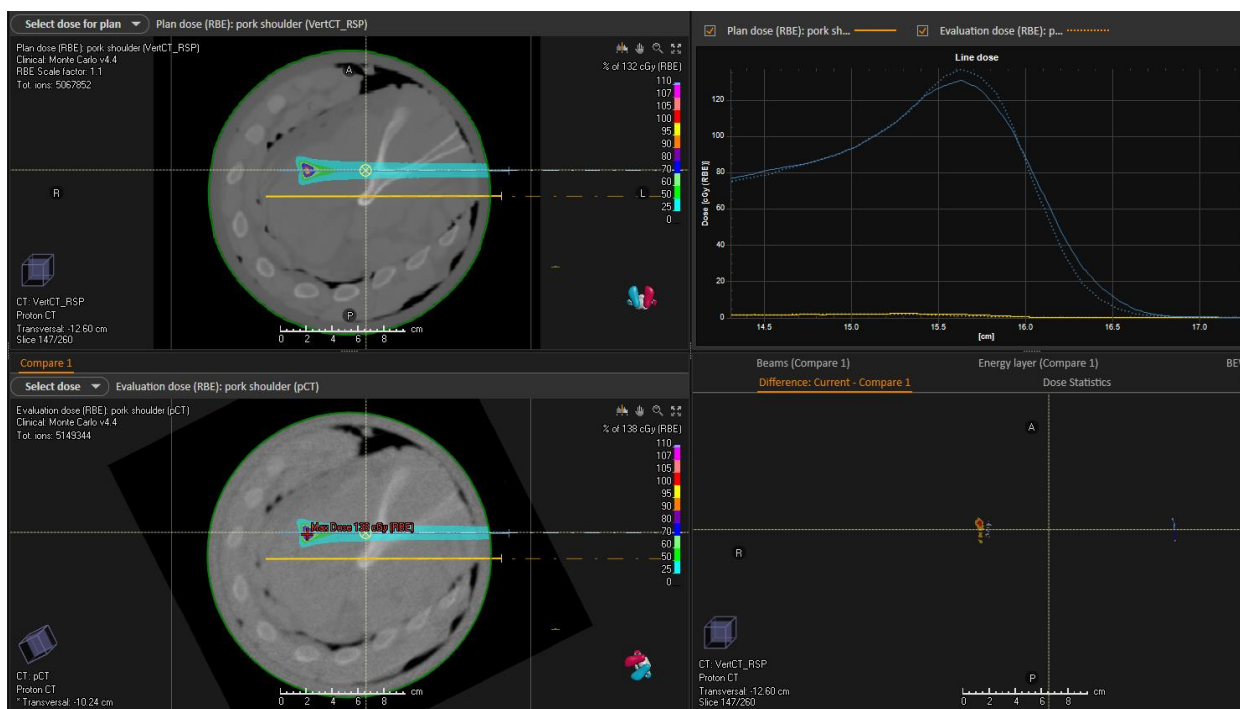 Select dose for plan
Plan dose (RBE): pork shoulder (VertCT_RSP)
Plan dose (RBE): pork shoulder (VertCT_RSP)
Clinical: Monte Carlo v4.4
RBE Scale factor: 1.1
Tot. ions: 5067852
% of 132 cGy (RBE)
110
107
105
100
95
90
80
70
60
50
25
0
A
R
L
P
CT: VertCT_RSP
Proton CT
Transversal: -12.60 cm
Slice 147/260
0 2 4 6 8 cm
Plan dose (RBE): pork sh...
Evaluation dose (RBE): p...
Line dose
Dose [cGy (RBE)]
120
100
80
60
40
20
0
14.5 15.0 15.5 16.0 16.5 17.0
[cm]
Compare 1
Select dose
Evaluation dose (RBE): pork shoulder (pCT)
Evaluation dose (RBE): pork shoulder (pCT)
Clinical: Monte Carlo v4.4
Tot. ions: 5149344
% of 138 cGy (RBE)
110
107
105
100
95
90
80
70
60
50
25
0
Max Dose 138 cGy (RBE)
CT: pCT
Proton CT
* Transversal: -10.24 cm
0 2 4 6 8 cm
Beams (Compare 1)
Energy layer (Compare 1)
BEV
Difference: Current - Compare 1
Dose Statistics
A
R
P
CT: VertCT_RSP
Proton CT
Transversal: -12.60 cm
Slice 147/260
0 2 4 6 8 cm